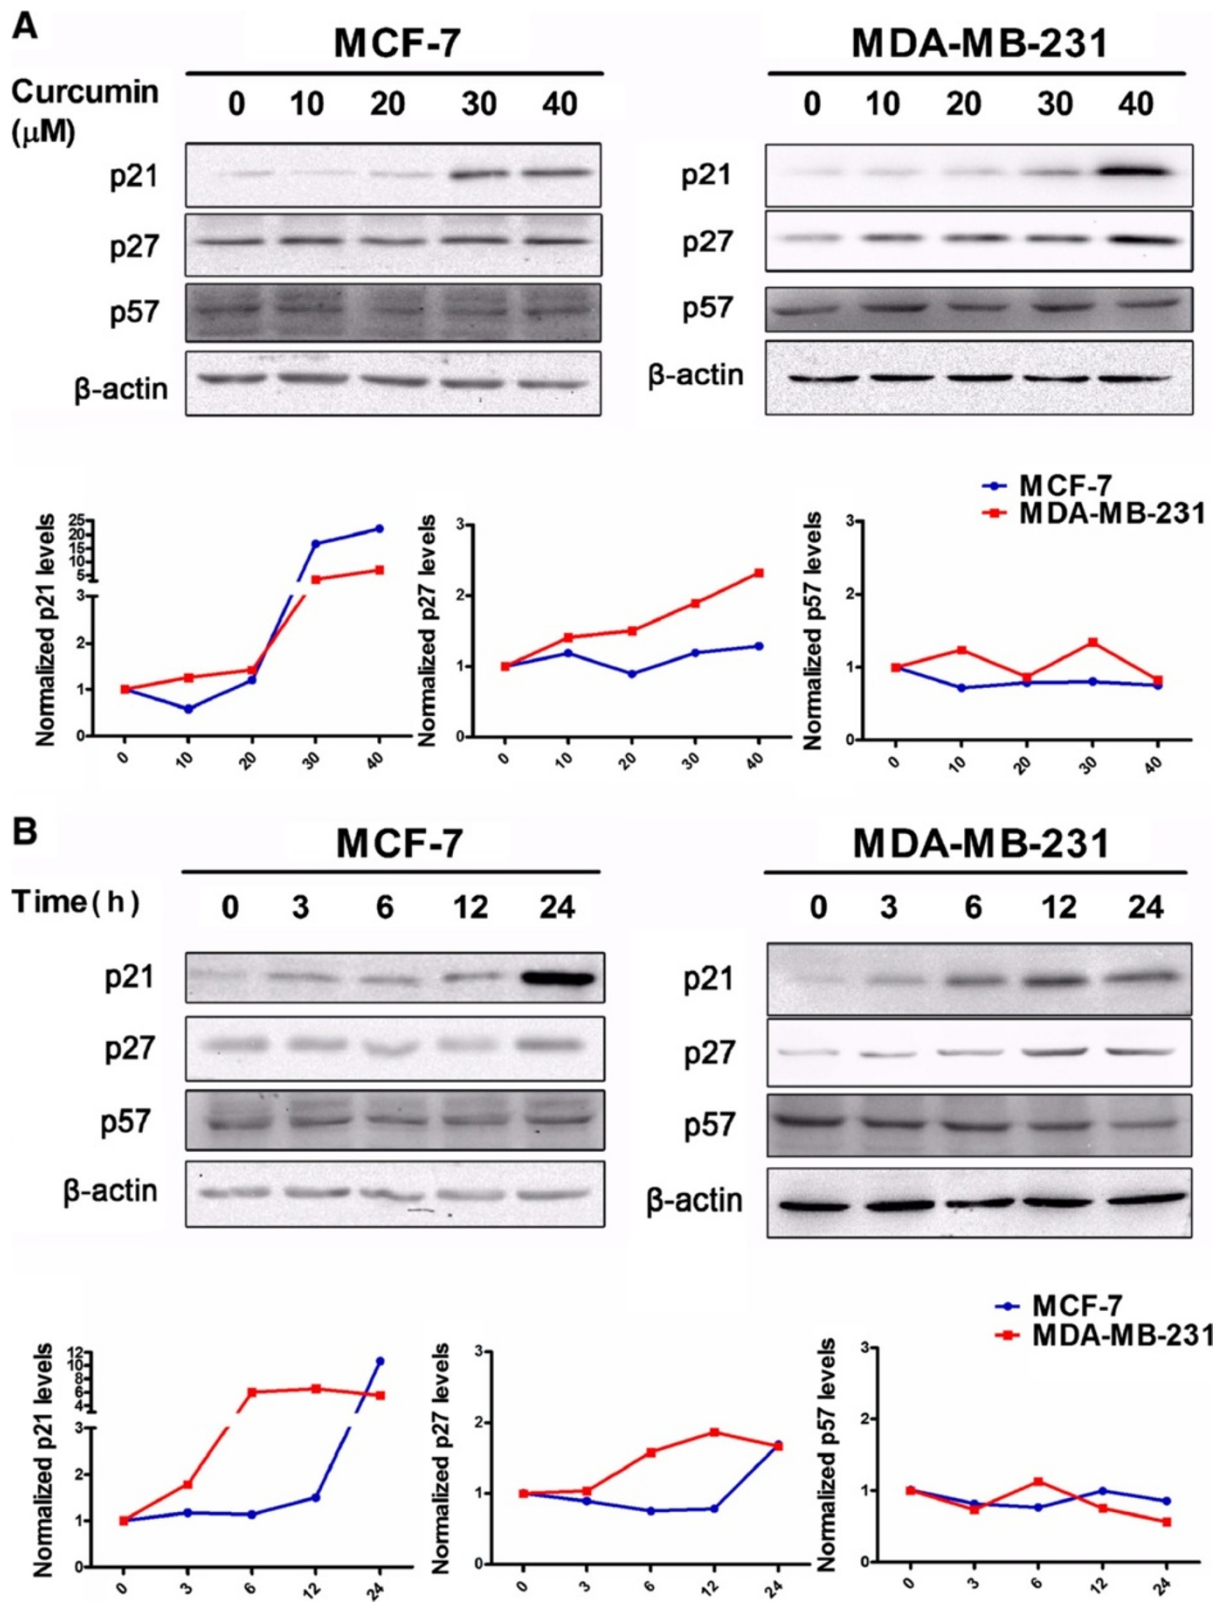 A
MCF-7 MDA-MB-231
Curcumin (μM) 0 10 20 30 40 0 10 20 30 40
p21 p21
p27 p27
p57 p57
β-actin β-actin
MCF-7
MDA-MB-231
Normalized p21 levels
25
20
15
10
5
3
2
1
0
0 10 20 30 40
Normalized p27 levels
3
2
1
0
0 10 20 30 40
Normalized p57 levels
3
2
1
0
0 10 20 30 40
B
MCF-7 MDA-MB-231
Time(h) 0 3 6 12 24 0 3 6 12 24
p21 p21
p27 p27
p57 p57
β-actin β-actin
MCF-7
MDA-MB-231
Normalized p21 levels
12
10
8
6
4
3
2
1
0
0 3 6 12 24
Normalized p27 levels
3
2
1
0
0 3 6 12 24
Normalized p57 levels
3
2
1
0
0 3 6 12 24